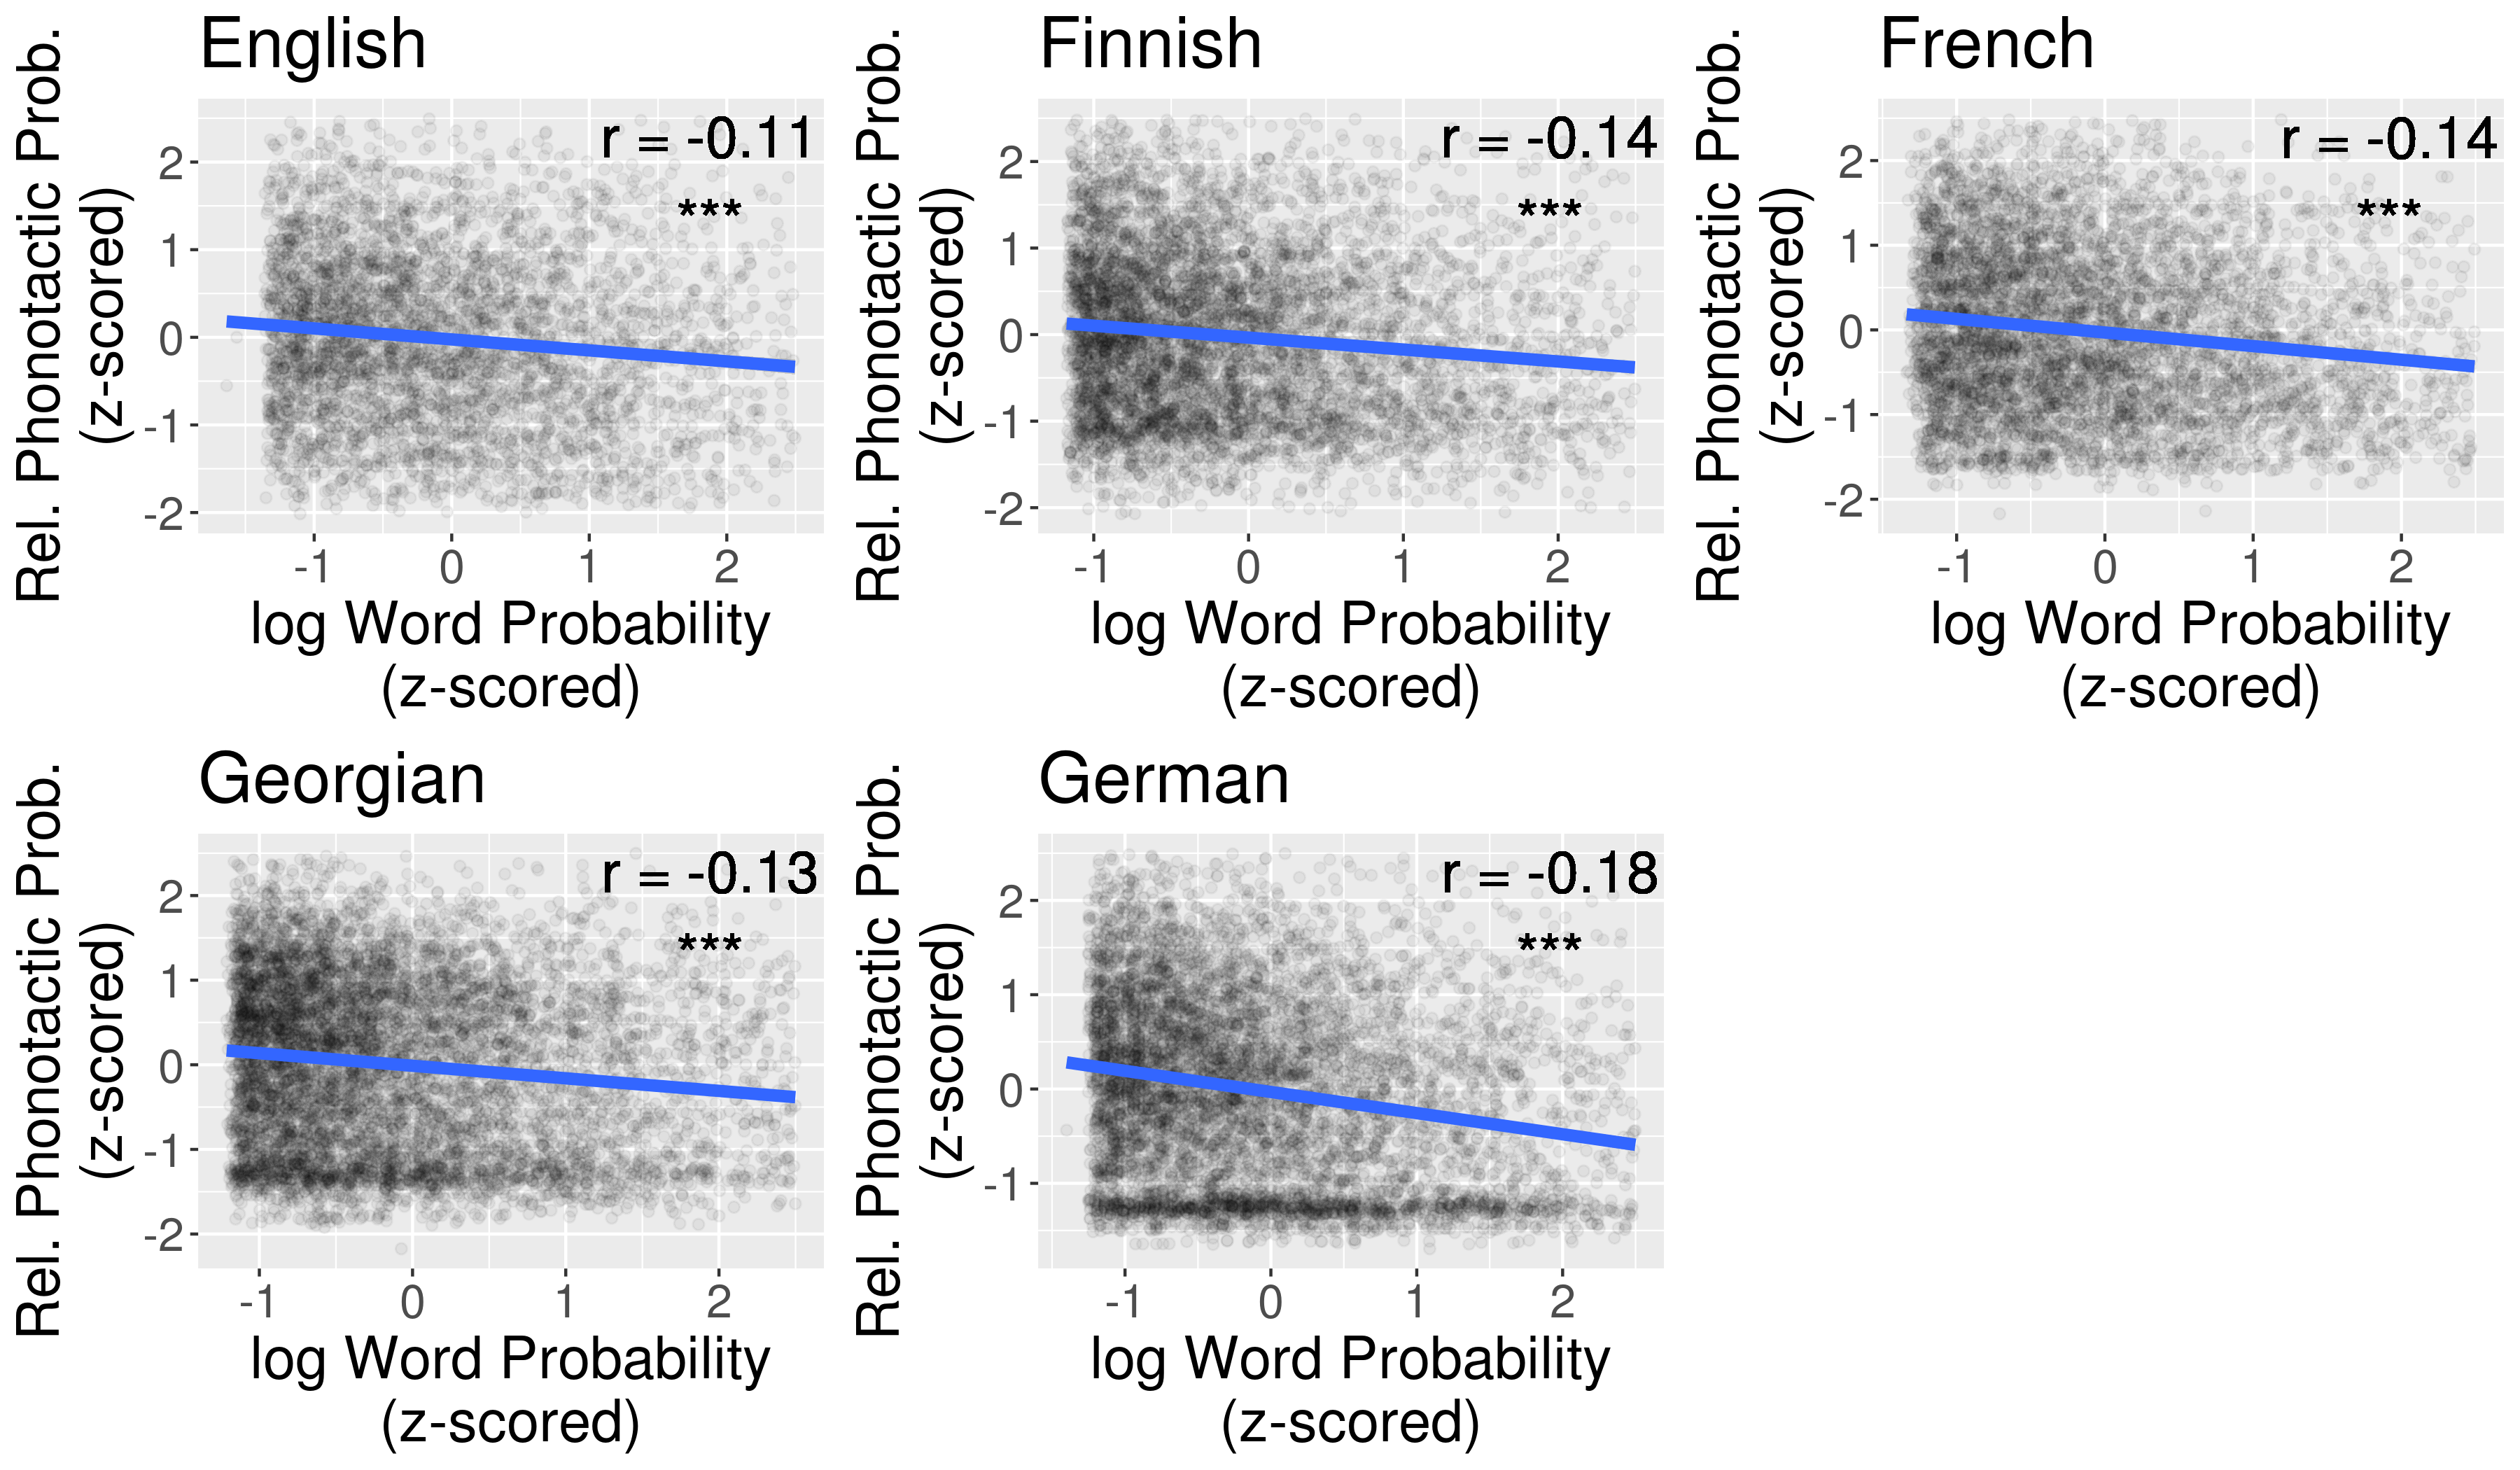 English
Rel. Phonotactic Prob.
(z-scored)
r = -0.11
***
2
1
0
-1
-2
-1 0 1 2
log Word Probability
(z-scored)
Finnish
Rel. Phonotactic Prob.
(z-scored)
r = -0.14
***
2
1
0
-1
-2
-1 0 1 2
log Word Probability
(z-scored)
French
Rel. Phonotactic Prob.
(z-scored)
r = -0.14
***
2
1
0
-1
-2
-1 0 1 2
log Word Probability
(z-scored)
Georgian
Rel. Phonotactic Prob.
(z-scored)
r = -0.13
***
2
1
0
-1
-2
-1 0 1 2
log Word Probability
(z-scored)
German
Rel. Phonotactic Prob.
(z-scored)
r = -0.18
***
2
1
0
-1
-1 0 1 2
log Word Probability
(z-scored)